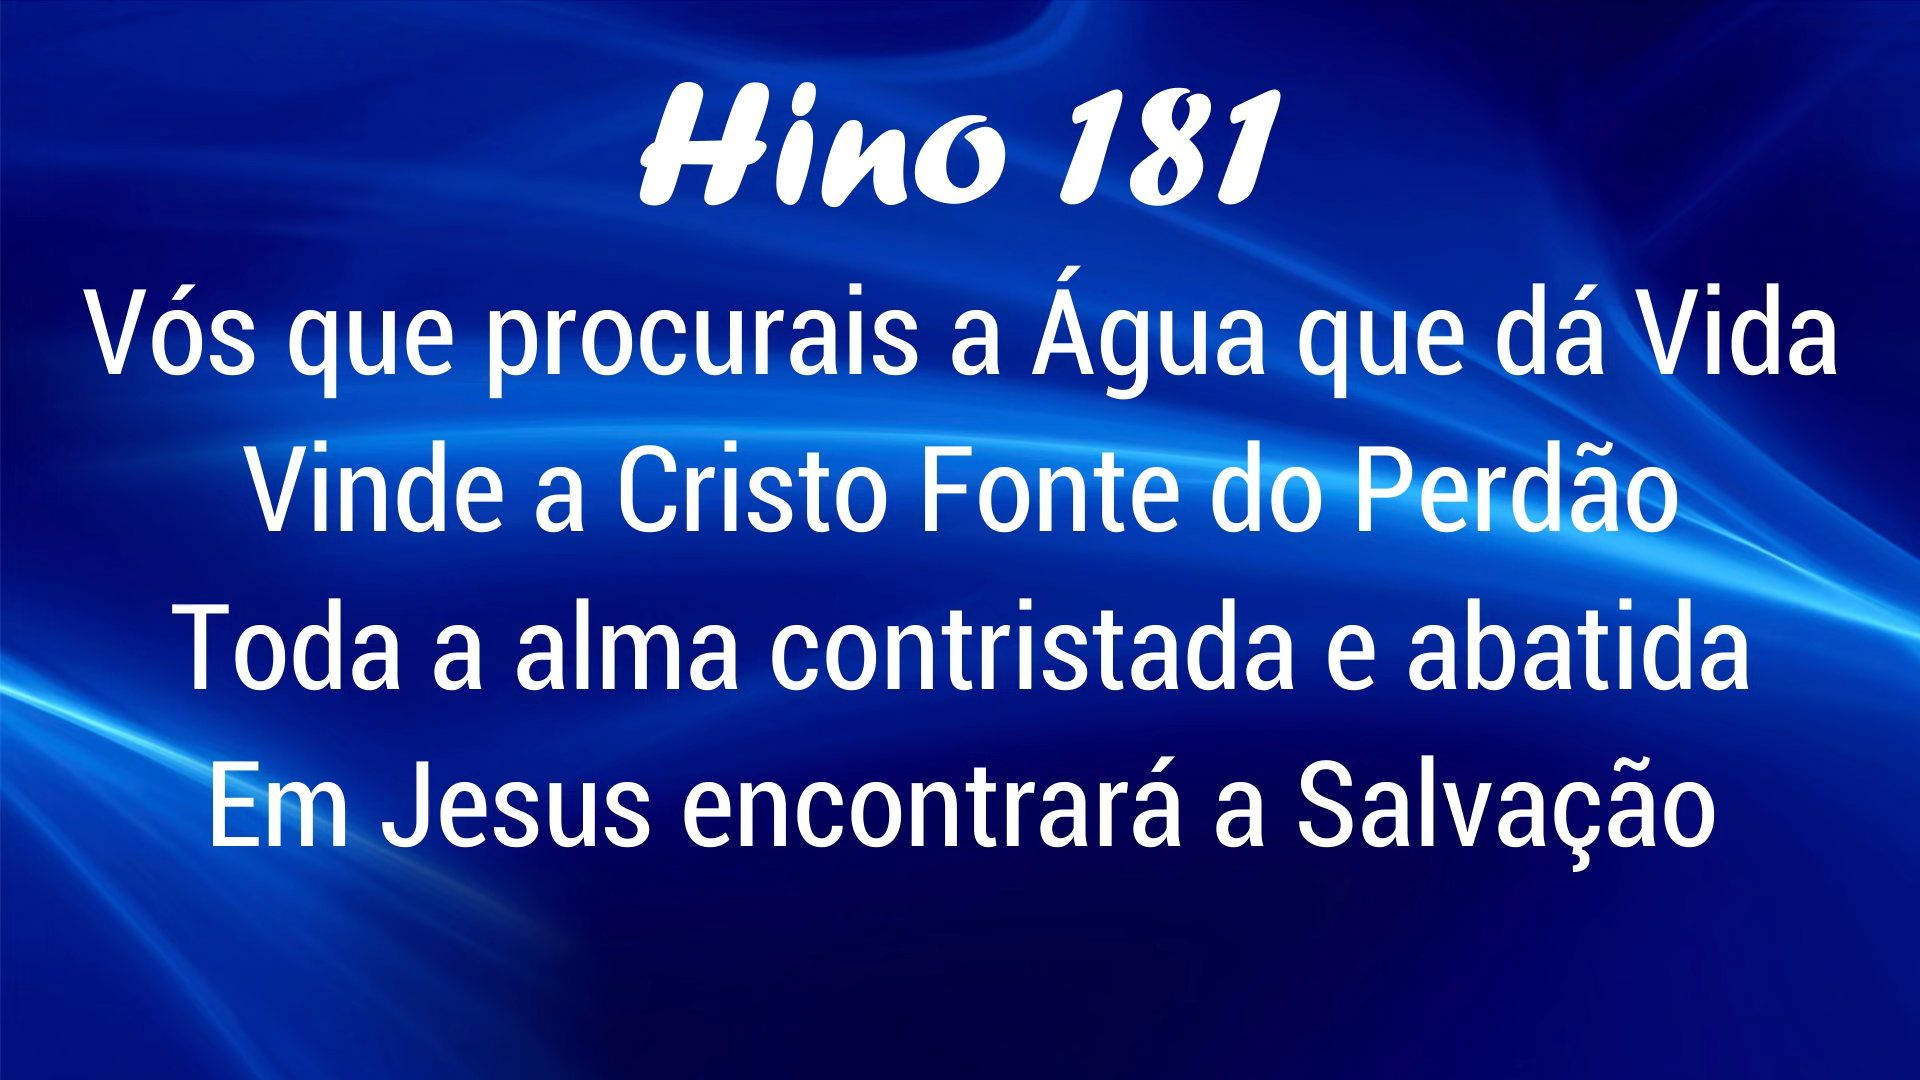 Hino 181
Vós que procurais a Água que dá Vida
Vinde a Cristo Fonte do Perdão
Toda a alma contristada e abatida
Em Jesus encontrará a Salvação